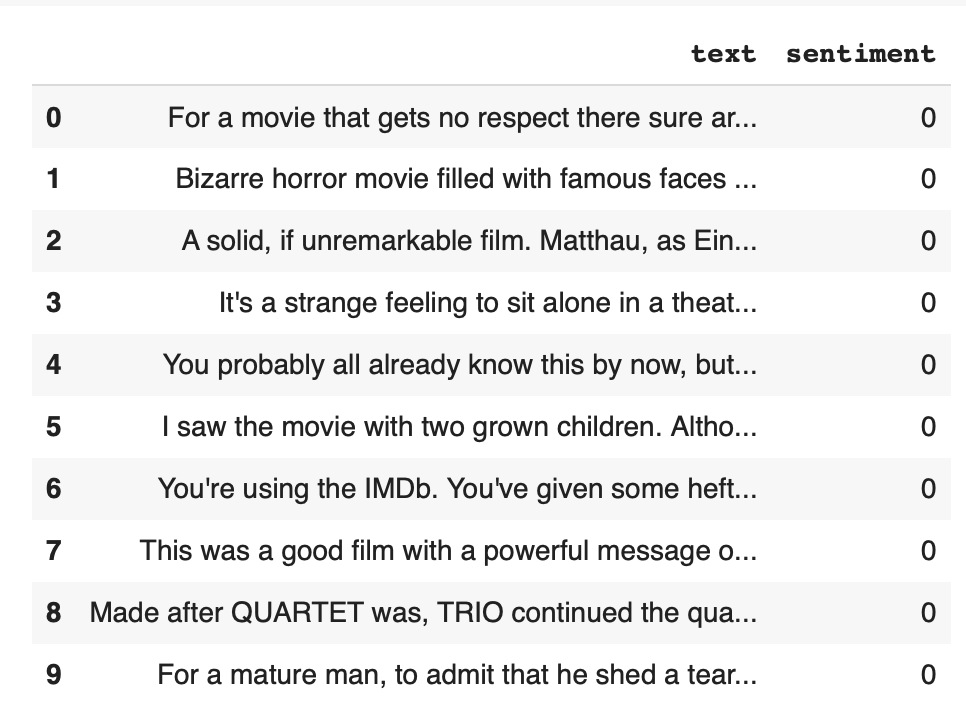 text sentiment
0 For a movie that gets no respect there sure ar... 0
1 Bizarre horror movie filled with famous faces ... 0
2 A solid, if unremarkable film. Matthau, as Ein... 0
3 It's a strange feeling to sit alone in a theat... 0
4 You probably all already know this by now, but... 0
5 I saw the movie with two grown children. Altho... 0
6 You're using the IMDb. You've given some heft... 0
7 This was a good film with a powerful message o... 0
8 Made after QUARTET was, TRIO continued the qua... 0
9 For a mature man, to admit that he shed a tear... 0